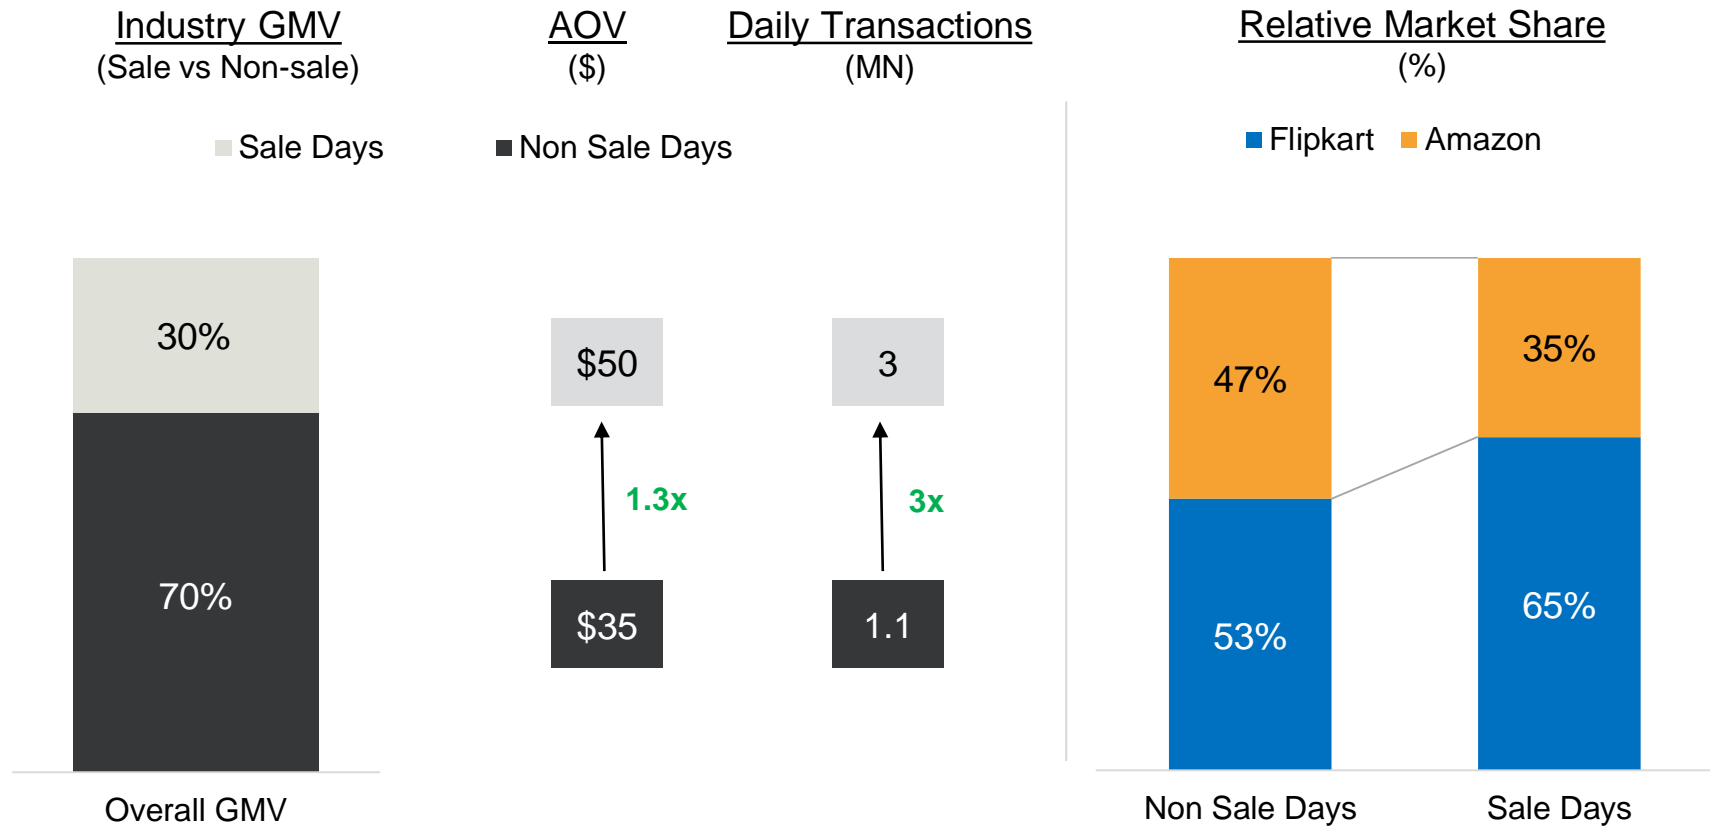 Industry GMV
(Sale vs Non-sale)
AOV
($)
Daily Transactions
(MN)
Relative Market Share
(%)
Sale Days
Non Sale Days
Flipkart
Amazon
30%
70%
Overall GMV
$50
1.3x
$35
3
3x
1.1
47%
53%
35%
65%
Non Sale Days
Sale Days